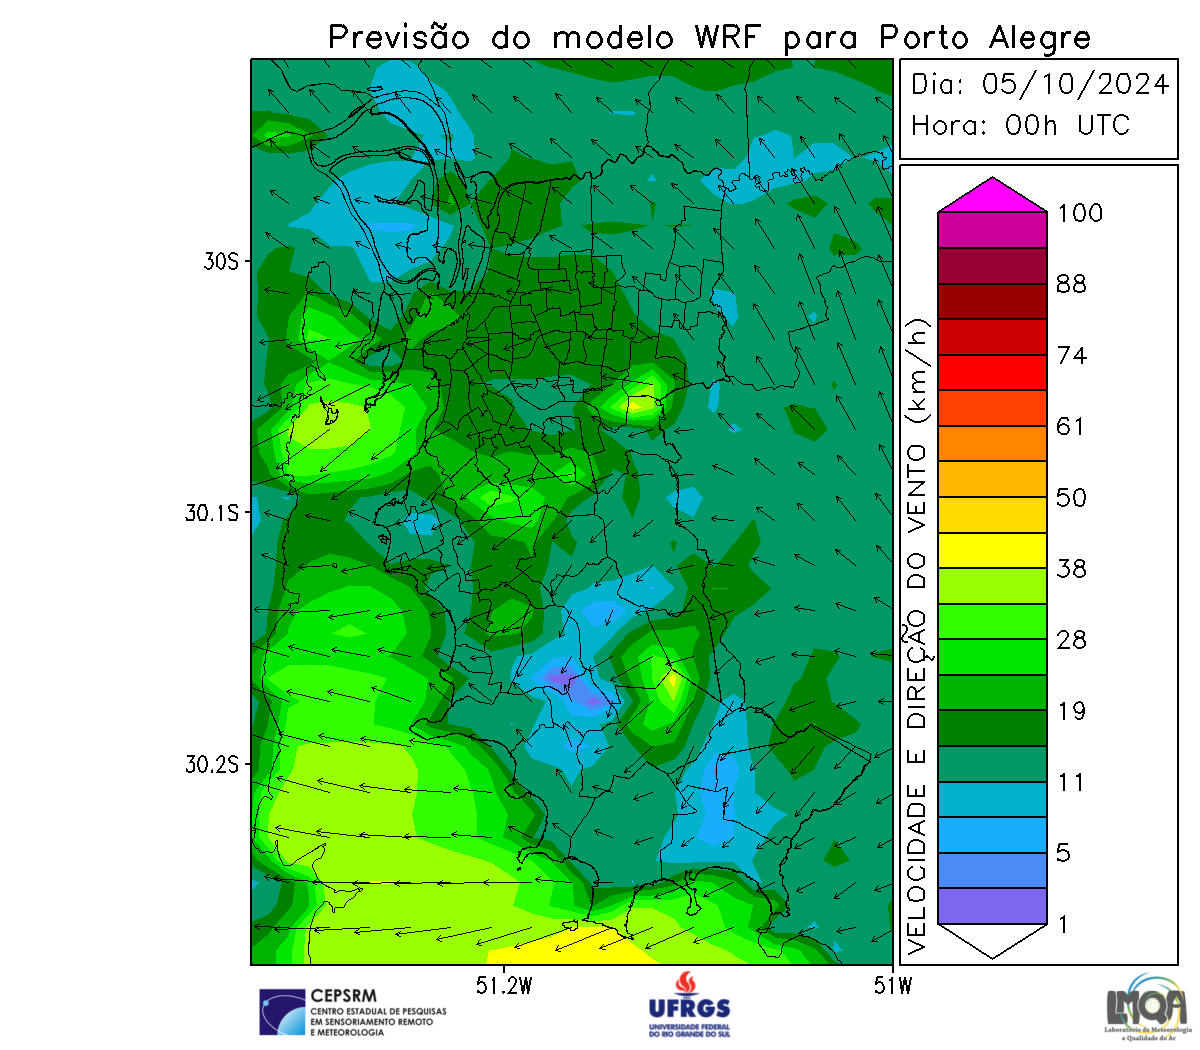 Previsão do modelo WRF para Porto Alegre
Dia: 05/10/2024
Hora: 00h UTC
30S
30.1S
30.2S
51.2W
51W
VELOCIDADE E DIREÇÃO DO VENTO (km/h)
100
88
74
61
50
38
28
19
11
5
1
CEPSRM
CENTRO ESTADUAL DE PESQUISAS
EM SENSORIAMENTO REMOTO
E METEOROLOGIA
UFRGS
UNIVERSIDADE FEDERAL
DO RIO GRANDE DO SUL
LMQA
Laboratório de Meteorologia
e Qualidade do Ar